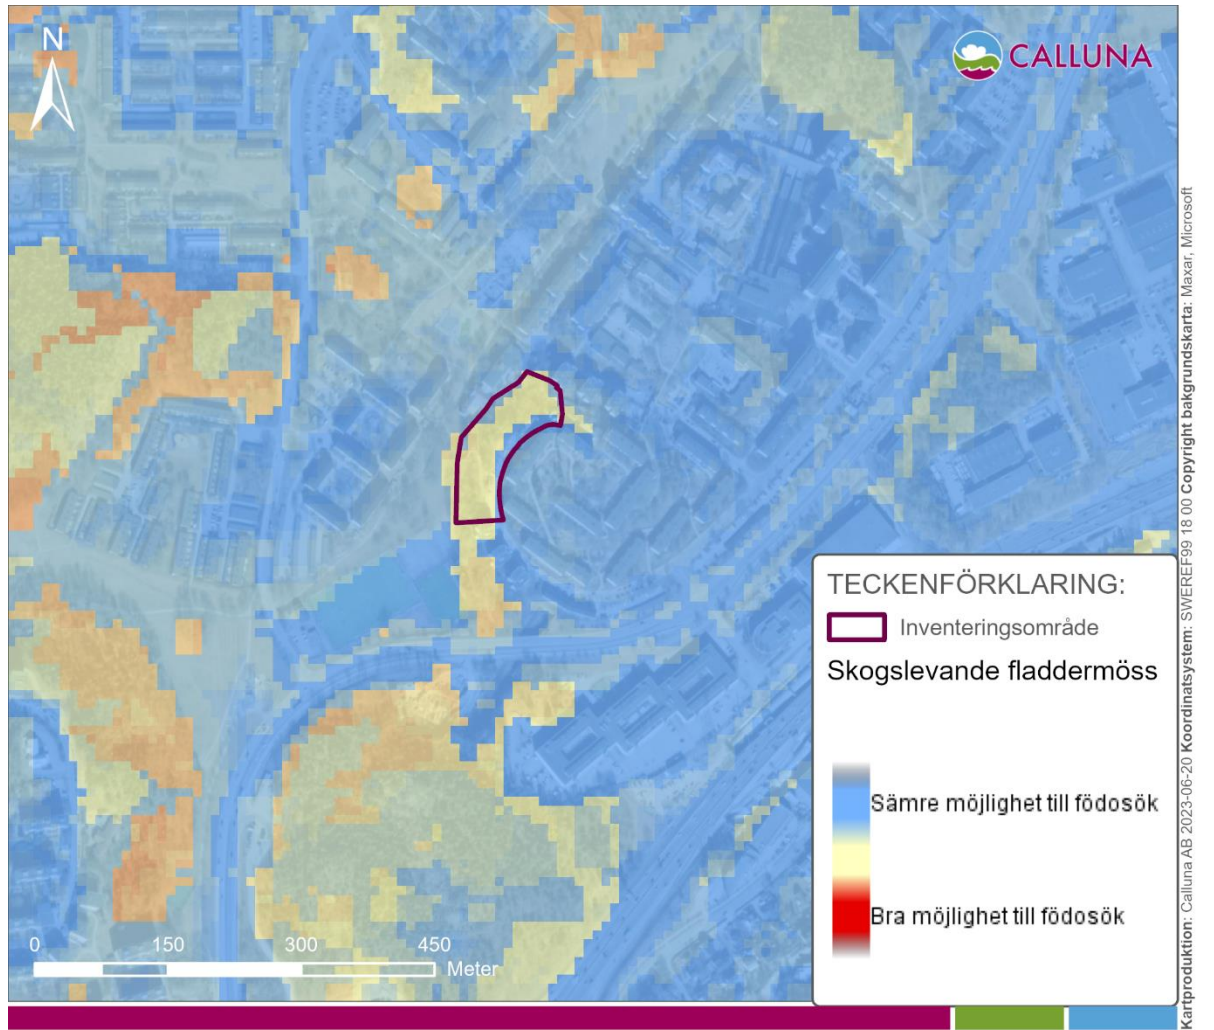 N
CALLUNA
TECKENFÖRKLARING:
Inventeringsområde
Skogslevande fladdermöss
Sämre möjlighet till födosök
Bra möjlighet till födosök
0 150 300 450
Meter
Kartproduktion: Calluna AB 2023-06-20 Koordinatsystem: SWEREF99 18 00 Copyright bakgrundskarta: Maxar, Microsoft